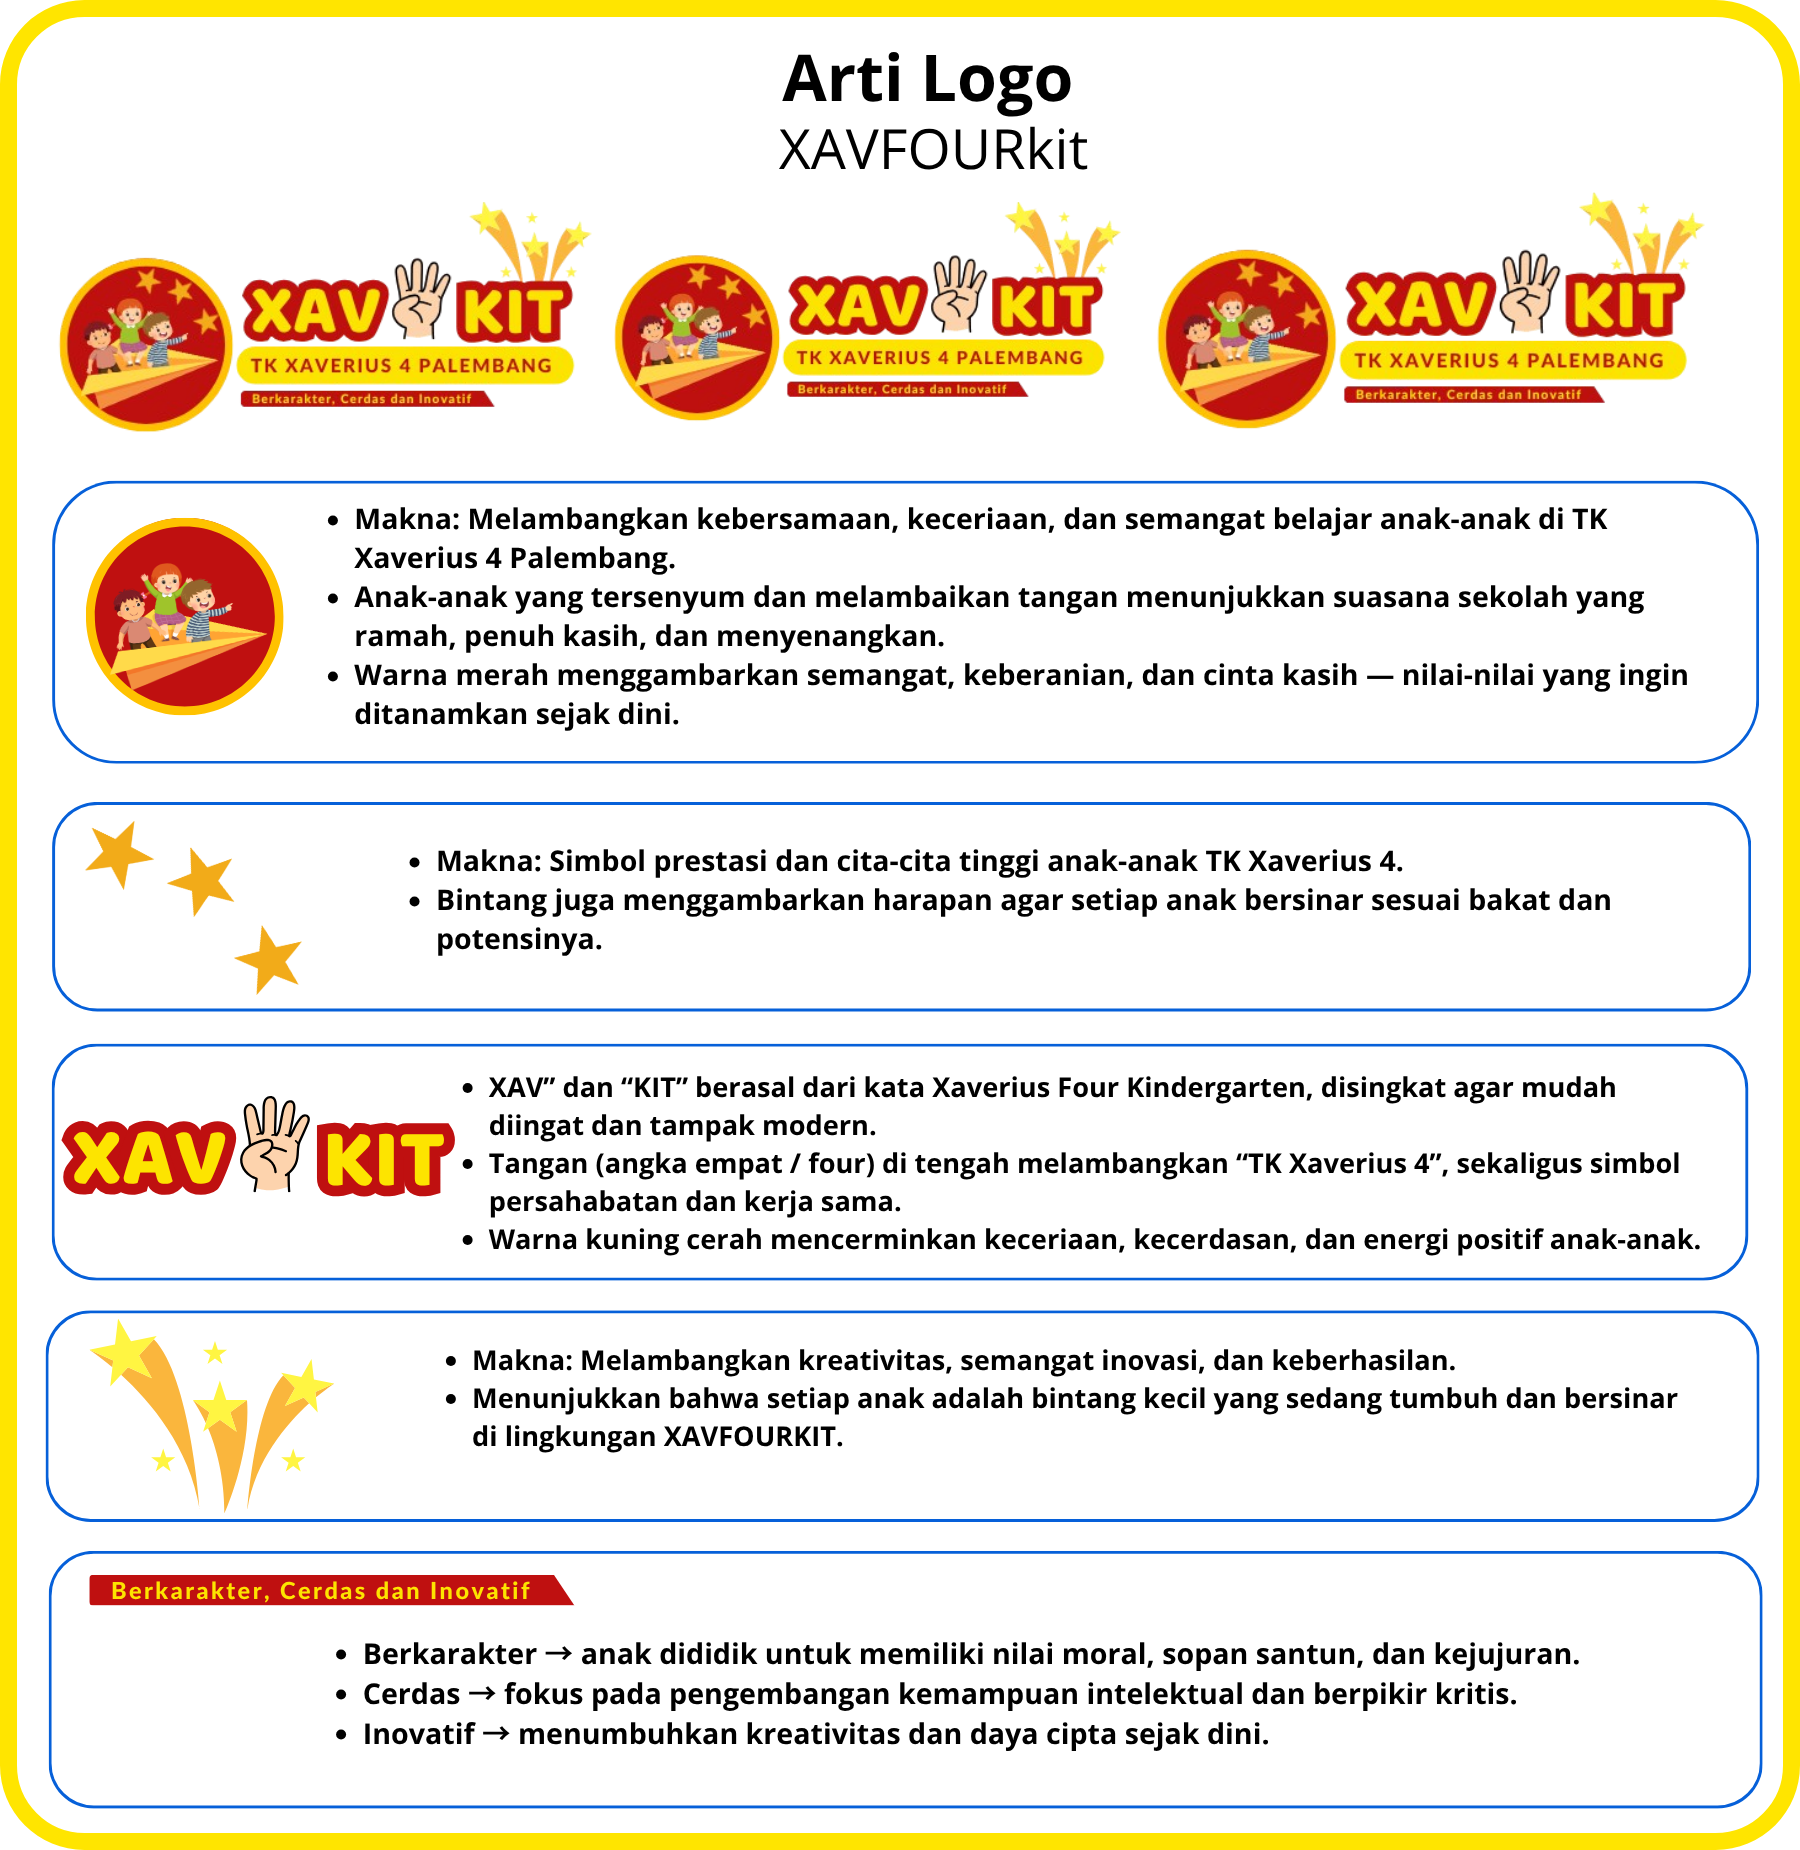 Arti Logo
XAVFOURkit
XAV KIT
TK XAVERIUS 4 PALEMBANG
Berkarakter, Cerdas dan Inovatif
XAV KIT
TK XAVERIUS 4 PALEMBANG
Berkarakter, Cerdas dan Inovatif
XAV KIT
TK XAVERIUS 4 PALEMBANG
Berkarakter, Cerdas dan Inovatif
• Makna: Melambangkan kebersamaan, keceriaan, dan semangat belajar anak-anak di TK
Xaverius 4 Palembang.
• Anak-anak yang tersenyum dan melambaikan tangan menunjukkan suasana sekolah yang
ramah, penuh kasih, dan menyenangkan.
• Warna merah menggambarkan semangat, keberanian, dan cinta kasih — nilai-nilai yang ingin
ditanamkan sejak dini.
• Makna: Simbol prestasi dan cita-cita tinggi anak-anak TK Xaverius 4.
• Bintang juga menggambarkan harapan agar setiap anak bersinar sesuai bakat dan
potensinya.
XAV KIT
• XAV” dan “KIT” berasal dari kata Xaverius Four Kindergarten, disingkat agar mudah
diingat dan tampak modern.
• Tangan (angka empat / four) di tengah melambangkan “TK Xaverius 4”, sekaligus simbol
persahabatan dan kerja sama.
• Warna kuning cerah mencerminkan keceriaan, kecerdasan, dan energi positif anak-anak.
• Makna: Melambangkan kreativitas, semangat inovasi, dan keberhasilan.
• Menunjukkan bahwa setiap anak adalah bintang kecil yang sedang tumbuh dan bersinar
di lingkungan XAVFOURKIT.
Berkarakter, Cerdas dan Inovatif
• Berkarakter → anak dididik untuk memiliki nilai moral, sopan santun, dan kejujuran.
• Cerdas → fokus pada pengembangan kemampuan intelektual dan berpikir kritis.
• Inovatif → menumbuhkan kreativitas dan daya cipta sejak dini.